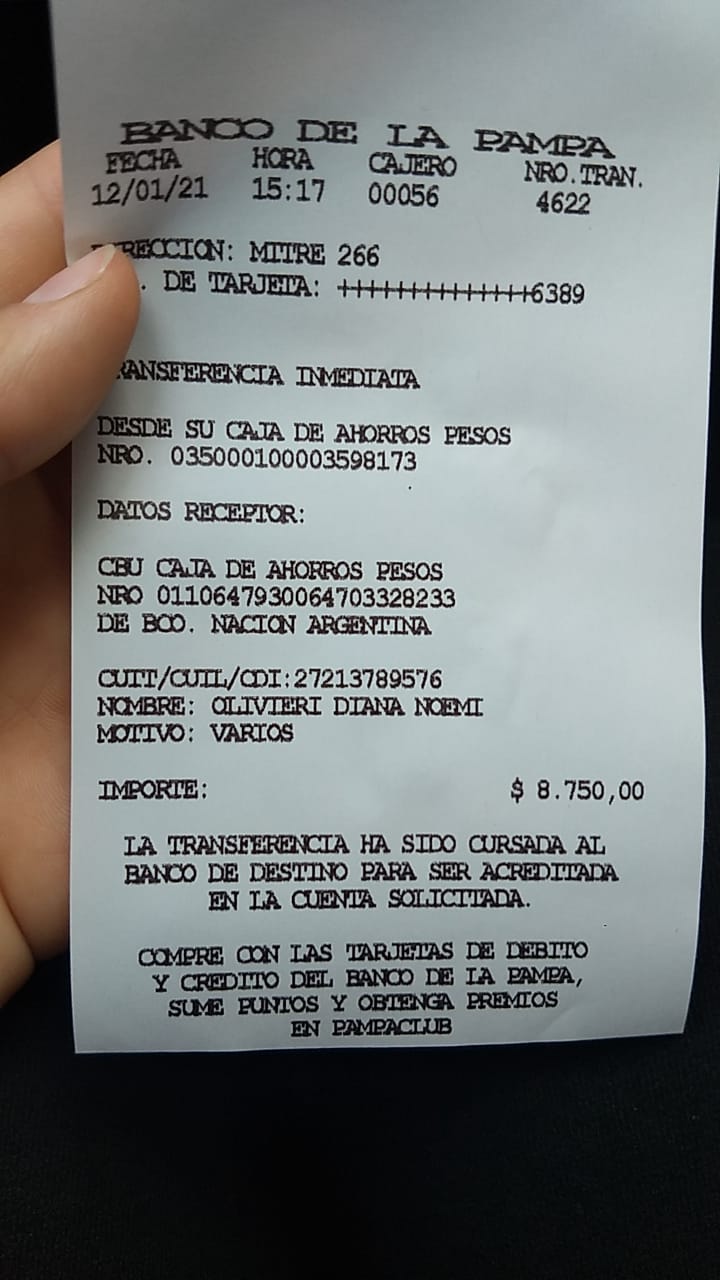 BANCO DE LA PAMPA
FECHA HORA CAJERO NRO.TRAN.
12/01/21 15:17 00056 4622
DIRECCION: MITRE 266
. DE TARJETA: ++++++++++++++6389
TRANSFERENCIA INMEDIATA
DESDE SU CAJA DE AHORROS PESOS
NRO. 035000100003598173
DATOS RECEPTOR:
CBU CAJA DE AHORROS PESOS
NRO 0110647930064703328233
DE BCO. NACION ARGENTINA
CUIT/CUIL/CDI:27213789576
NOMBRE: OLIVIERI DIANA NOEMI
MOTIVO: VARIOS
IMPORTE: $ 8.750,00
LA TRANSFERENCIA HA SIDO CURSADA AL
BANCO DE DESTINO PARA SER ACREDITADA
EN LA CUENTA SOLICITADA.
COMPRE CON LAS TARJETAS DE DEBITO
Y CREDITO DEL BANCO DE LA PAMPA,
SUME PUNTOS Y OBTENGA PREMIOS
EN PAMPACLUB